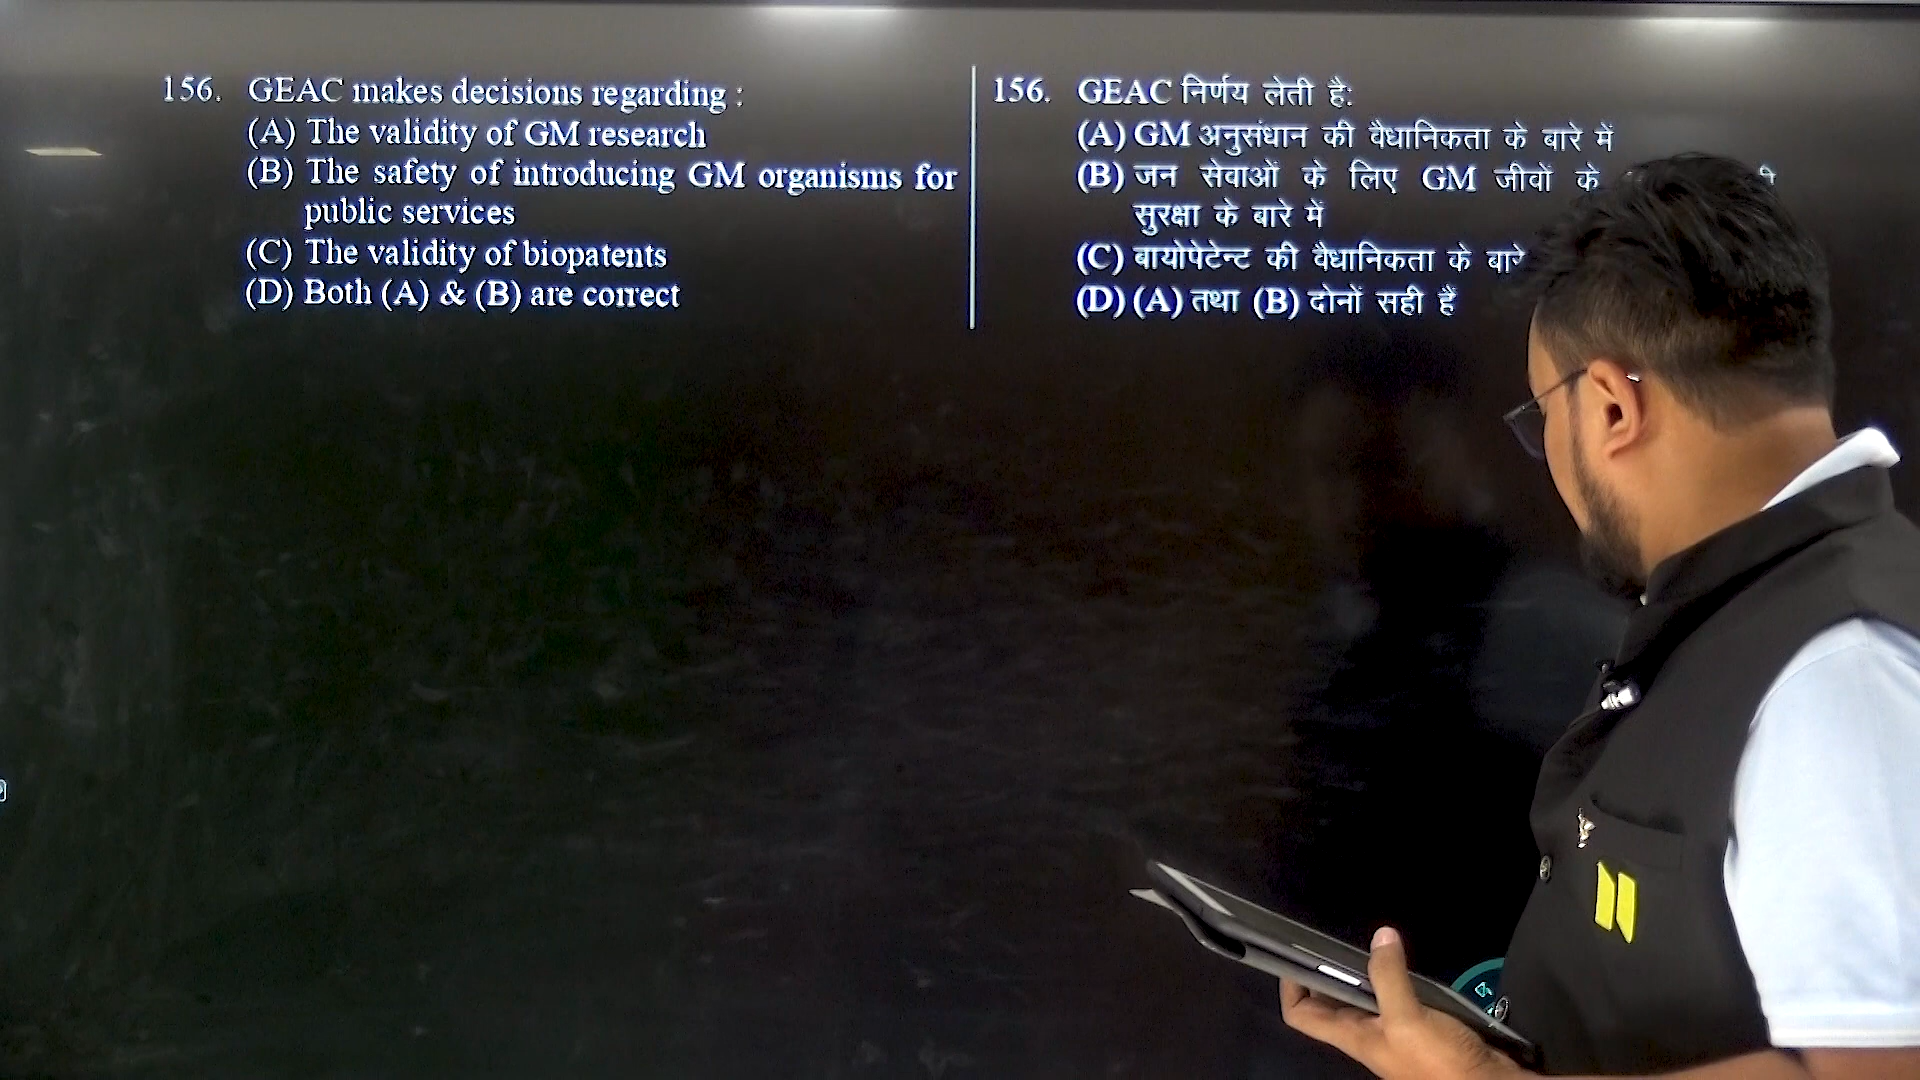 156. GEAC makes decisions regarding :
(A) The validity of GM research
(B) The safety of introducing GM organisms for
public services
(C) The validity of biopatents
(D) Both (A) & (B) are correct
156. GEAC निर्णय लेती है:
(A) GM अनुसंधान की वैधानिकता के बारे में
(B) जन सेवाओं के लिए GM जीवों के
सुरक्षा के बारे में
(C) बायोपेटेन्ट की वैधानिकता के बारे
(D) (A) तथा (B) दोनों सही हैं